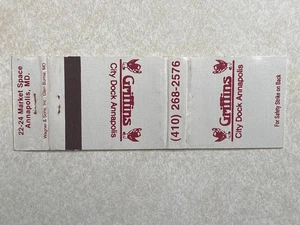 22-24 Market Space
Annapolis, MD.
Griffins
City Dock Annapolis
(410) 268-2576
Griffins
City Dock Annapolis
For Safety Strike on Back